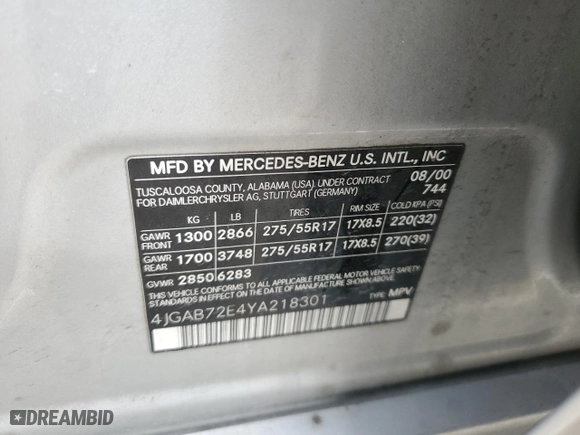 MFD BY MERCEDES-BENZ U.S. INTL., INC
TUSCALOOSA COUNTY, ALABAMA (USA). UNDER CONTRACT 08/00
FOR DAIMLERCHRYSLER AG, STUTTGART (GERMANY) 744
KG LB TIRES RIM SIZE COLD KPA (PSI)
GAWR FRONT 1300 2866 275/55R17 17X8.5 220(32)
GAWR REAR 1700 3748 275/55R17 17X8.5 270(39)
GVWR 2850 6283
THIS VEHICLE CONFORMS TO ALL APPLICABLE FEDERAL MOTOR VEHICLE SAFETY
STANDARDS IN EFFECT ON THE DATE OF MANUFACTURE SHOWN ABOVE.
4JGAB72E4YA218301 TYPE: MPV
DREAMBID